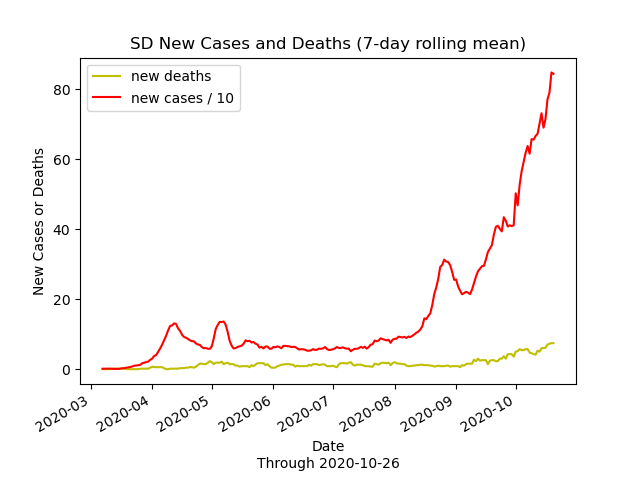 SD New Cases and Deaths (7-day rolling mean)
new deaths
new cases / 10
New Cases or Deaths
80
60
40
20
0
2020-03
2020-04
2020-05
2020-06
2020-07
2020-08
2020-09
2020-10
Date
Through 2020-10-26